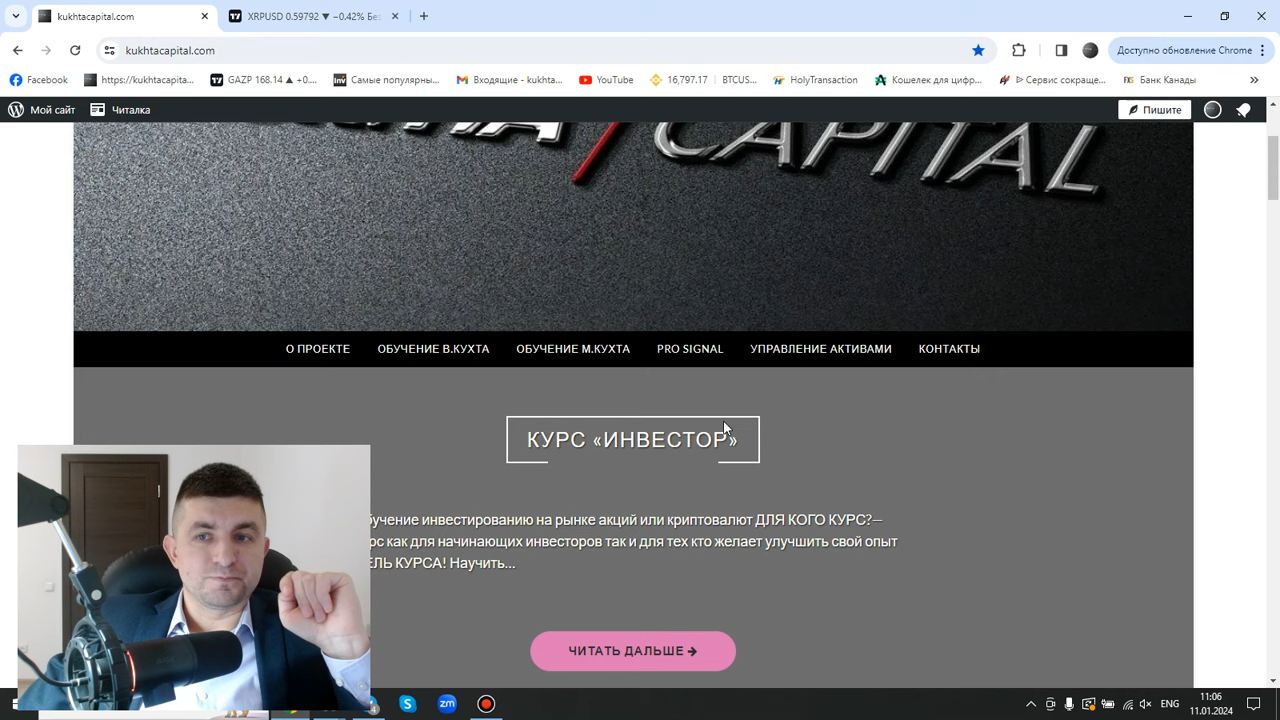 kukhtacapital.com
XRPUSD 0.59792 ▼ −0.42% Без
kukhtacapital.com
Доступно обновление Chrome
Facebook
https://kukhtacapita...
GAZP 168.14 ▲ +0....
Самые популярны...
Входящие - kukhta...
YouTube
16,797.17 | BTCUS...
HolyTransaction
Кошелек для цифр...
ᐈ Сервис сокраще...
Банк Канады
Мой сайт
Читалка
Пишите
CAPITAL
О ПРОЕКТЕ
ОБУЧЕНИЕ В.КУХТА
ОБУЧЕНИЕ М.КУХТА
PRO SIGNAL
УПРАВЛЕНИЕ АКТИВАМИ
КОНТАКТЫ
КУРС «ИНВЕСТОР»
бучение инвестированию на рынке акций или криптовалют ДЛЯ КОГО КУРС?—
рс как для начинающих инвесторов так и для тех кто желает улучшить свой опыт
ЕЛЬ КУРСА! Научить...
ЧИТАТЬ ДАЛЬШЕ →
ENG
11:06
11.01.2024